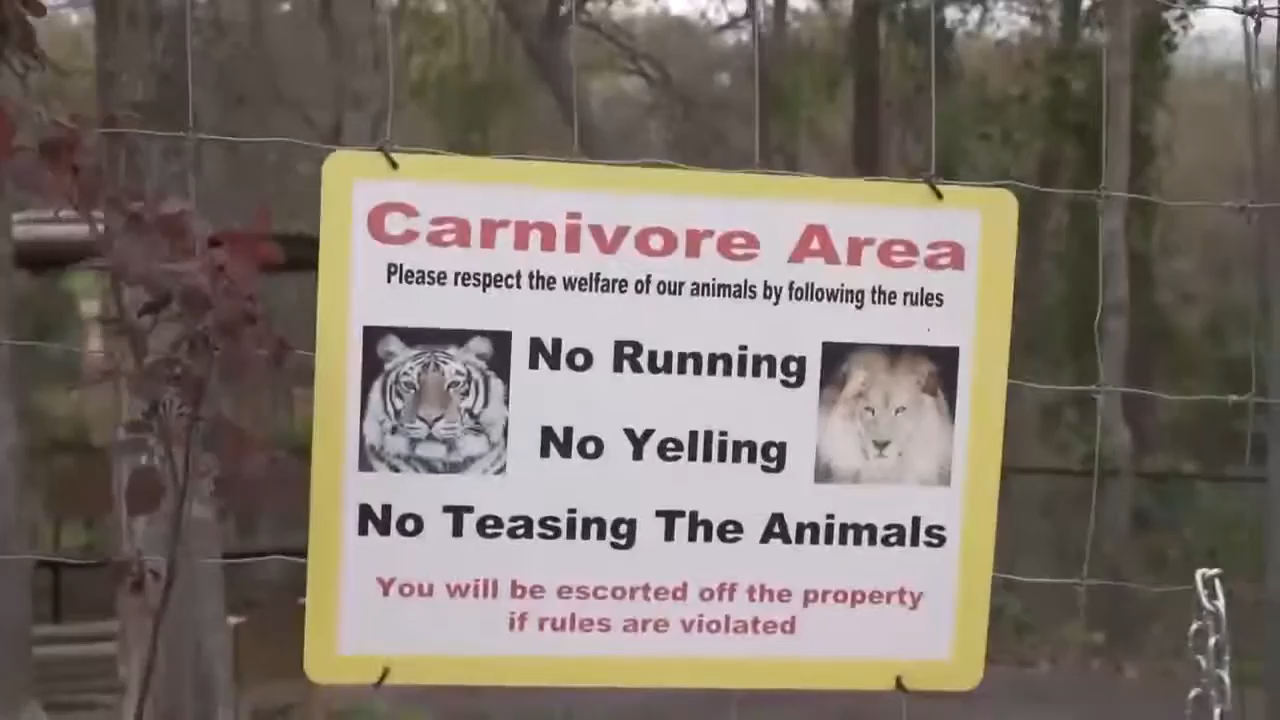 Carnivore Area
Please respect the welfare of our animals by following the rules
No Running
No Yelling
No Teasing The Animals
You will be escorted off the property
if rules are violated